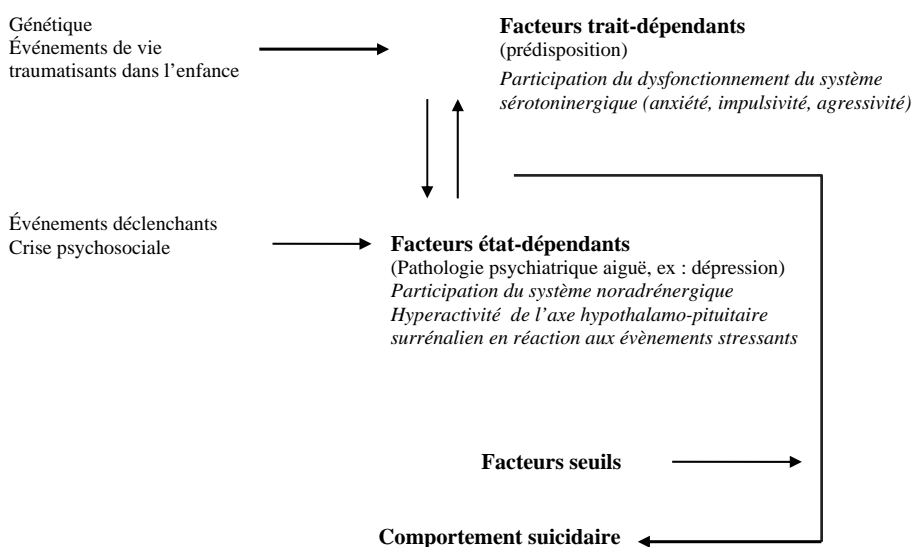 Génétique
Événements de vie
traumatisants dans l’enfance
Facteurs trait-dépendants
(prédisposition)
Participation du dysfonctionnement du système
sérotoninergique (anxiété, impulsivité, agressivité)
Événements déclenchants
Crise psychosociale
Facteurs état-dépendants
(Pathologie psychiatrique aiguë, ex : dépression)
Participation du système noradrénergique
Hyperactivité de l’axe hypothalamo-pituitaire
surrénalien en réaction aux évènements stressants
Facteurs seuils
Comportement suicidaire